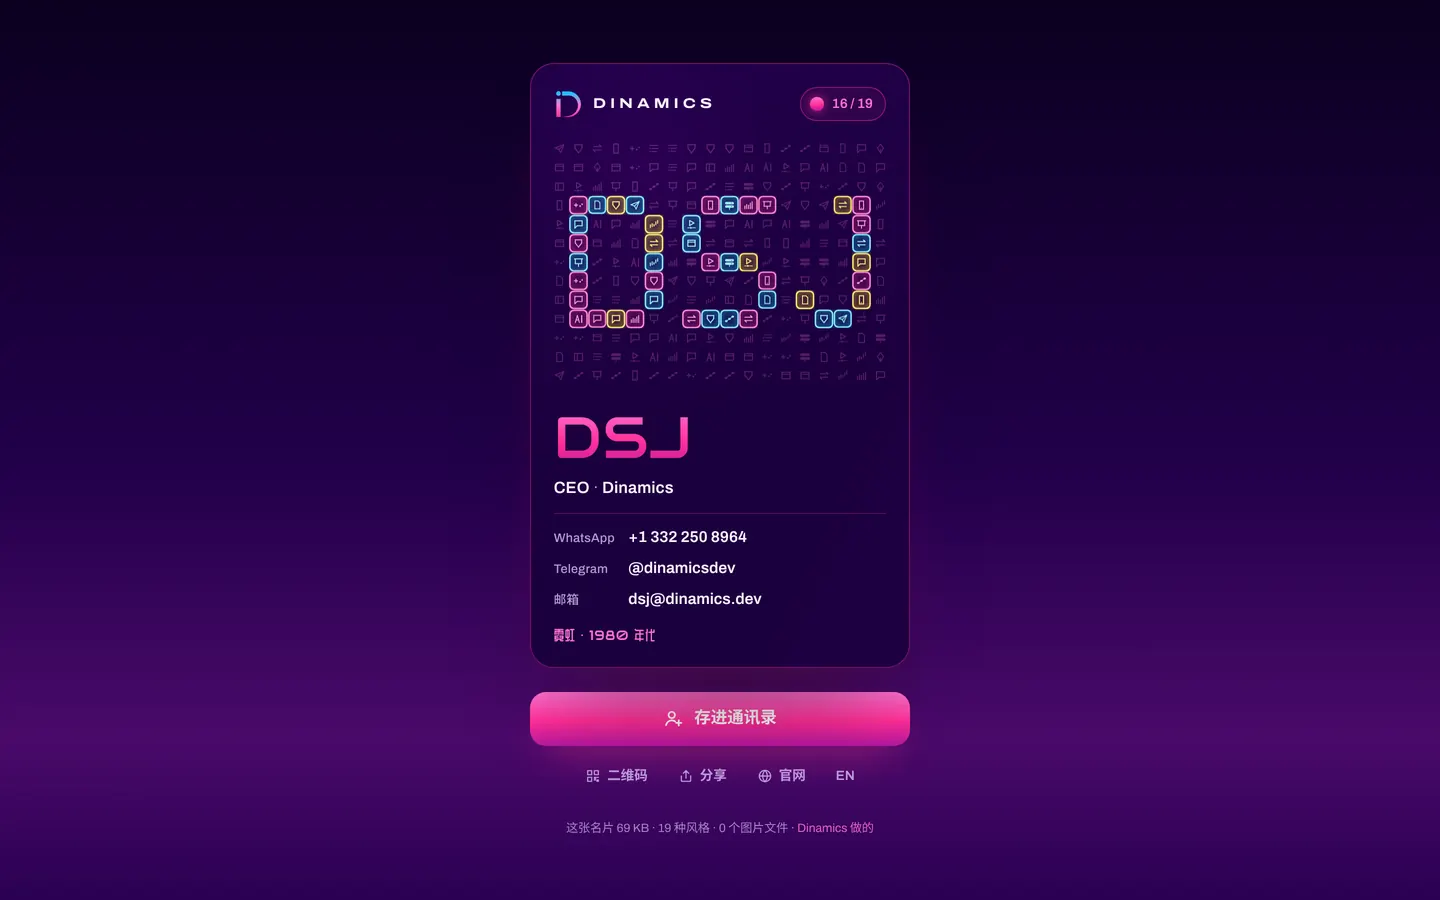 DINAMICS
16 / 19
DSJ
CEO · Dinamics
WhatsApp +1 332 250 8964
Telegram @dinamicsdev
邮箱 dsj@dinamics.dev
霓虹 · 1980 年代
存进通讯录
二维码 分享 官网 EN
这张名片 69 KB · 19 种风格 · 0 个图片文件 · Dinamics 做的